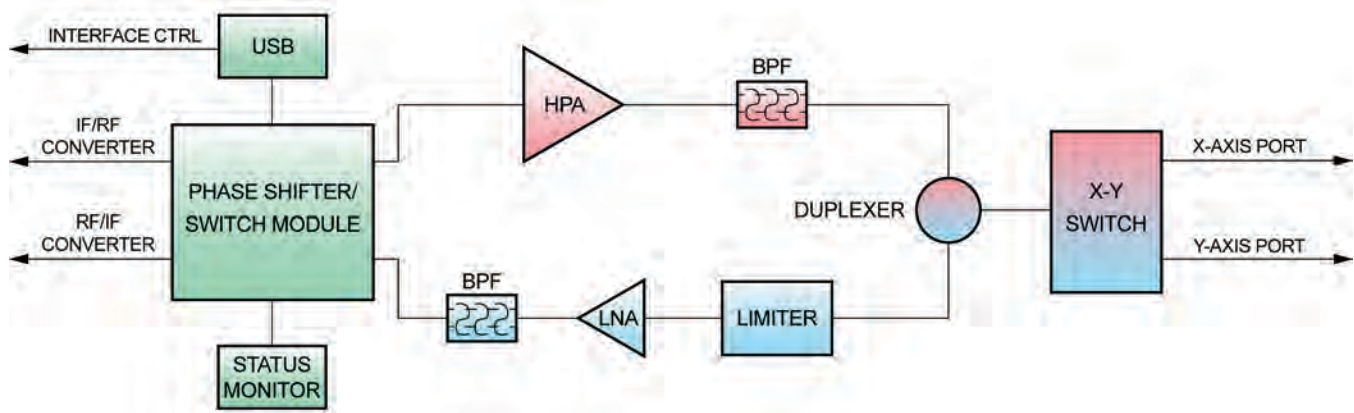 INTERFACE CTRL
USB
IF/RF
CONVERTER
RF/IF
CONVERTER
PHASE SHIFTER/
SWITCH MODULE
STATUS
MONITOR
HPA
BPF
DUPLEXER
X-Y
SWITCH
X-AXIS PORT
Y-AXIS PORT
BPF
LNA
LIMITER